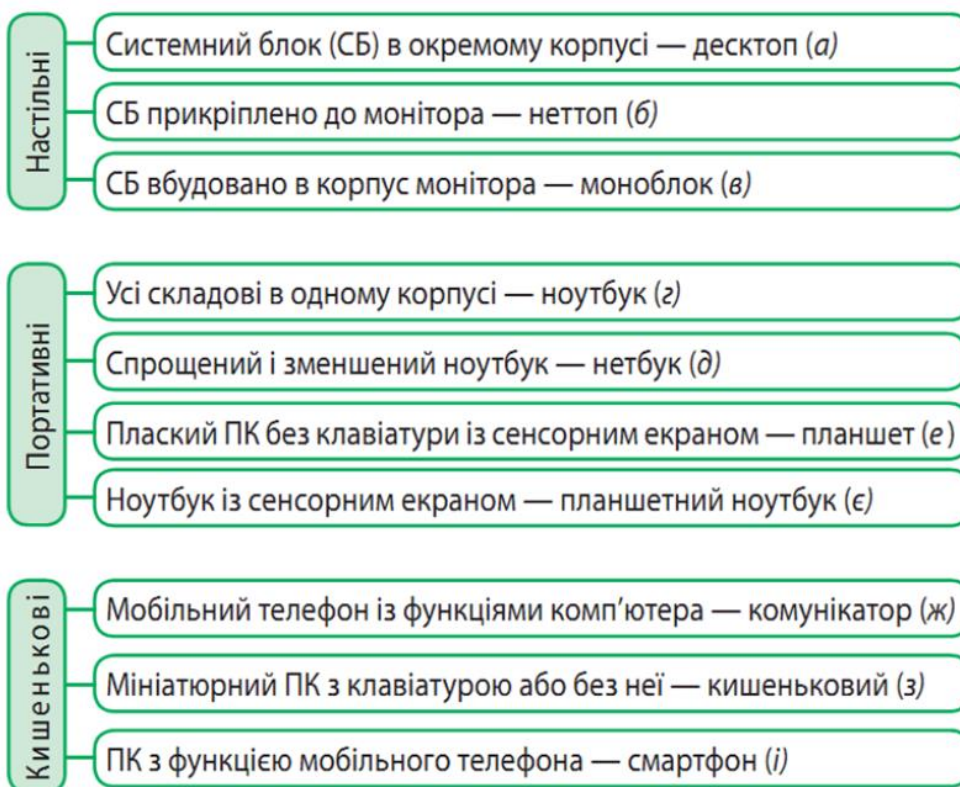 Настільні
Системний блок (СБ) в окремому корпусі — десктоп (а)
СБ прикріплено до монітора — неттоп (б)
СБ вбудовано в корпус монітора — моноблок (в)
Портативні
Усі складові в одному корпусі — ноутбук (г)
Спрощений і зменшений ноутбук — нетбук (д)
Плаский ПК без клавіатури із сенсорним екраном — планшет (е)
Ноутбук із сенсорним екраном — планшетний ноутбук (є)
Кишенькові
Мобільний телефон із функціями комп’ютера — комунікатор (ж)
Мініатюрний ПК з клавіатурою або без неї — кишеньковий (з)
ПК з функцією мобільного телефона — смартфон (і)